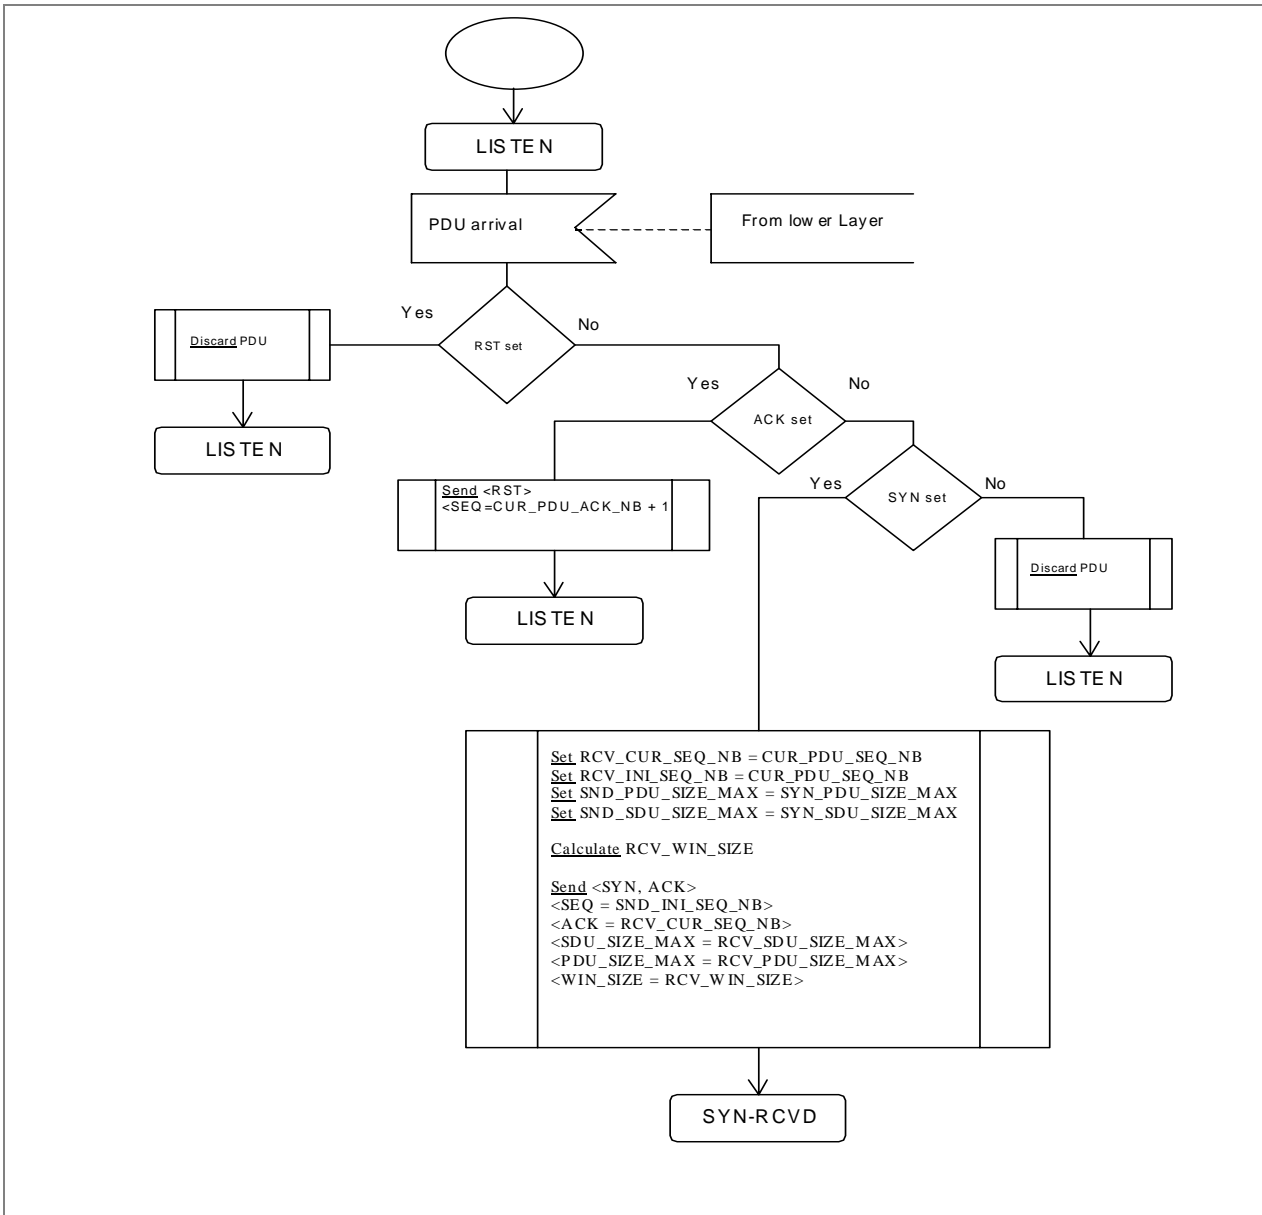 LISTEN
PDU arrival
From lower Layer
Yes
No
RST set
Discard PDU
LISTEN
Yes
No
ACK set
Send <RST>
<SEQ=CUR_PDU_ACK_NB + 1
LISTEN
Yes
No
SYN set
Discard PDU
LISTEN
Set RCV_CUR_SEQ_NB = CUR_PDU_SEQ_NB
Set RCV_INI_SEQ_NB = CUR_PDU_SEQ_NB
Set SND_PDU_SIZE_MAX = SYN_PDU_SIZE_MAX
Set SND_SDU_SIZE_MAX = SYN_SDU_SIZE_MAX
Calculate RCV_WIN_SIZE
Send <SYN, ACK>
<SEQ = SND_INI_SEQ_NB>
<ACK = RCV_CUR_SEQ_NB>
<SDU_SIZE_MAX = RCV_SDU_SIZE_MAX>
<PDU_SIZE_MAX = RCV_PDU_SIZE_MAX>
<WIN_SIZE = RCV_WIN_SIZE>
SYN-RCVD